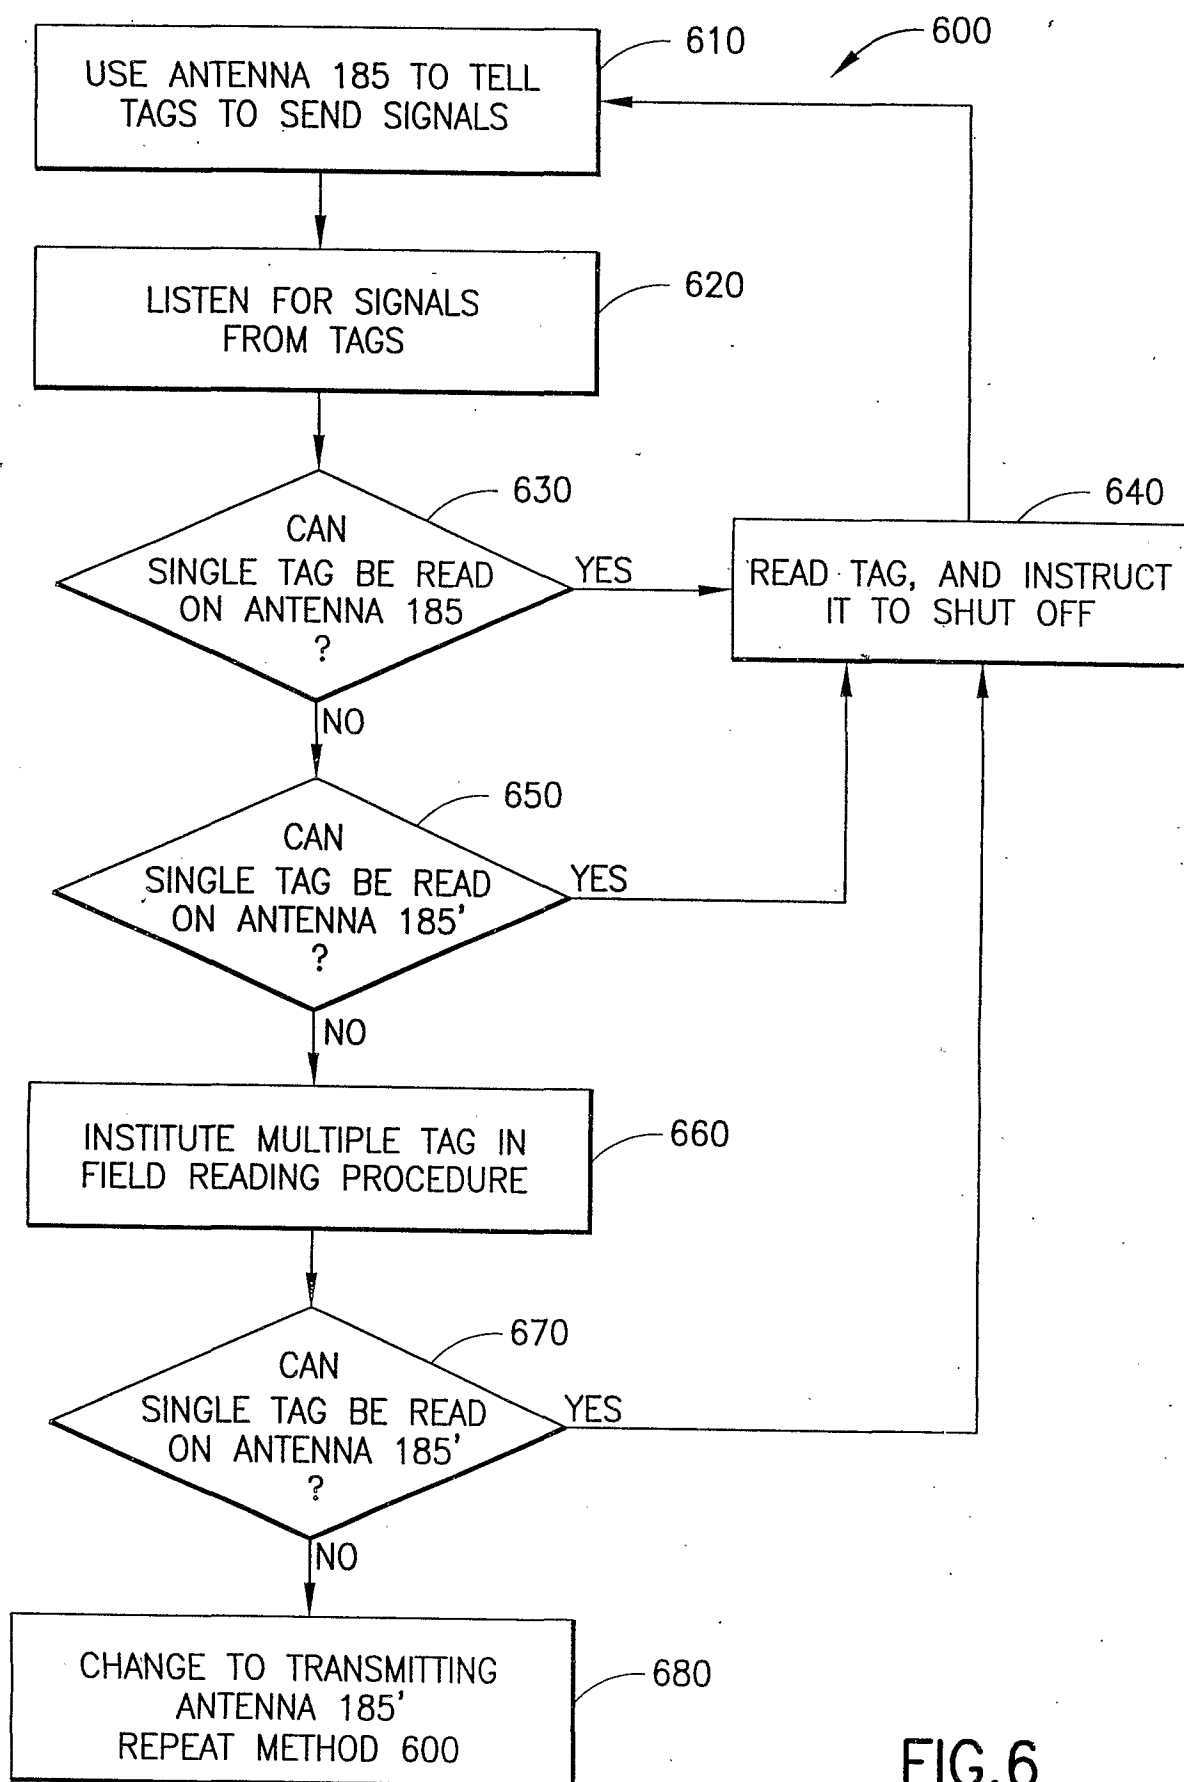 600
610
USE ANTENNA 185 TO TELL
TAGS TO SEND SIGNALS
620
LISTEN FOR SIGNALS
FROM TAGS
630
CAN
SINGLE TAG BE READ
ON ANTENNA 185
?
YES
NO
640
READ TAG, AND INSTRUCT
IT TO SHUT OFF
650
CAN
SINGLE TAG BE READ
ON ANTENNA 185'
?
YES
NO
660
INSTITUTE MULTIPLE TAG IN
FIELD READING PROCEDURE
670
CAN
SINGLE TAG BE READ
ON ANTENNA 185'
?
YES
NO
680
CHANGE TO TRANSMITTING
ANTENNA 185'
REPEAT METHOD 600
FIG.6